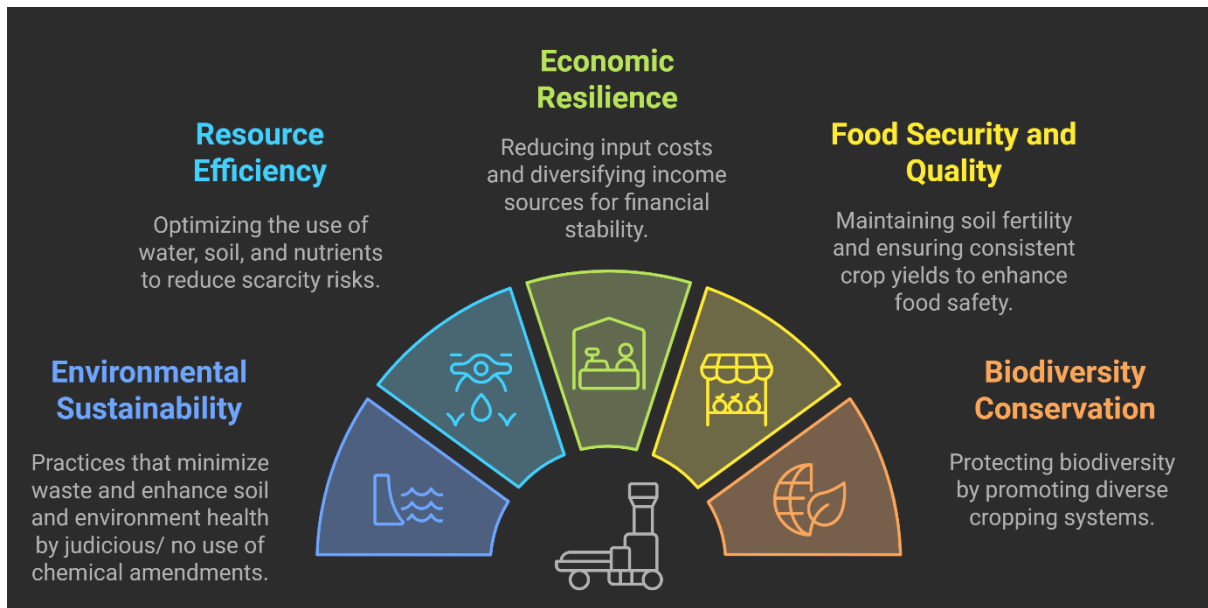 Economic
Resilience
Reducing input costs
and diversifying income
sources for financial
stability.
Resource
Efficiency
Optimizing the use of
water, soil, and nutrients
to reduce scarcity risks.
Food Security and
Quality
Maintaining soil fertility
and ensuring consistent
crop yields to enhance
food safety.
Environmental
Sustainability
Practices that minimize
waste and enhance soil
and environment health
by judicious/ no use of
chemical amendments.
Biodiversity
Conservation
Protecting biodiversity
by promoting diverse
cropping systems.